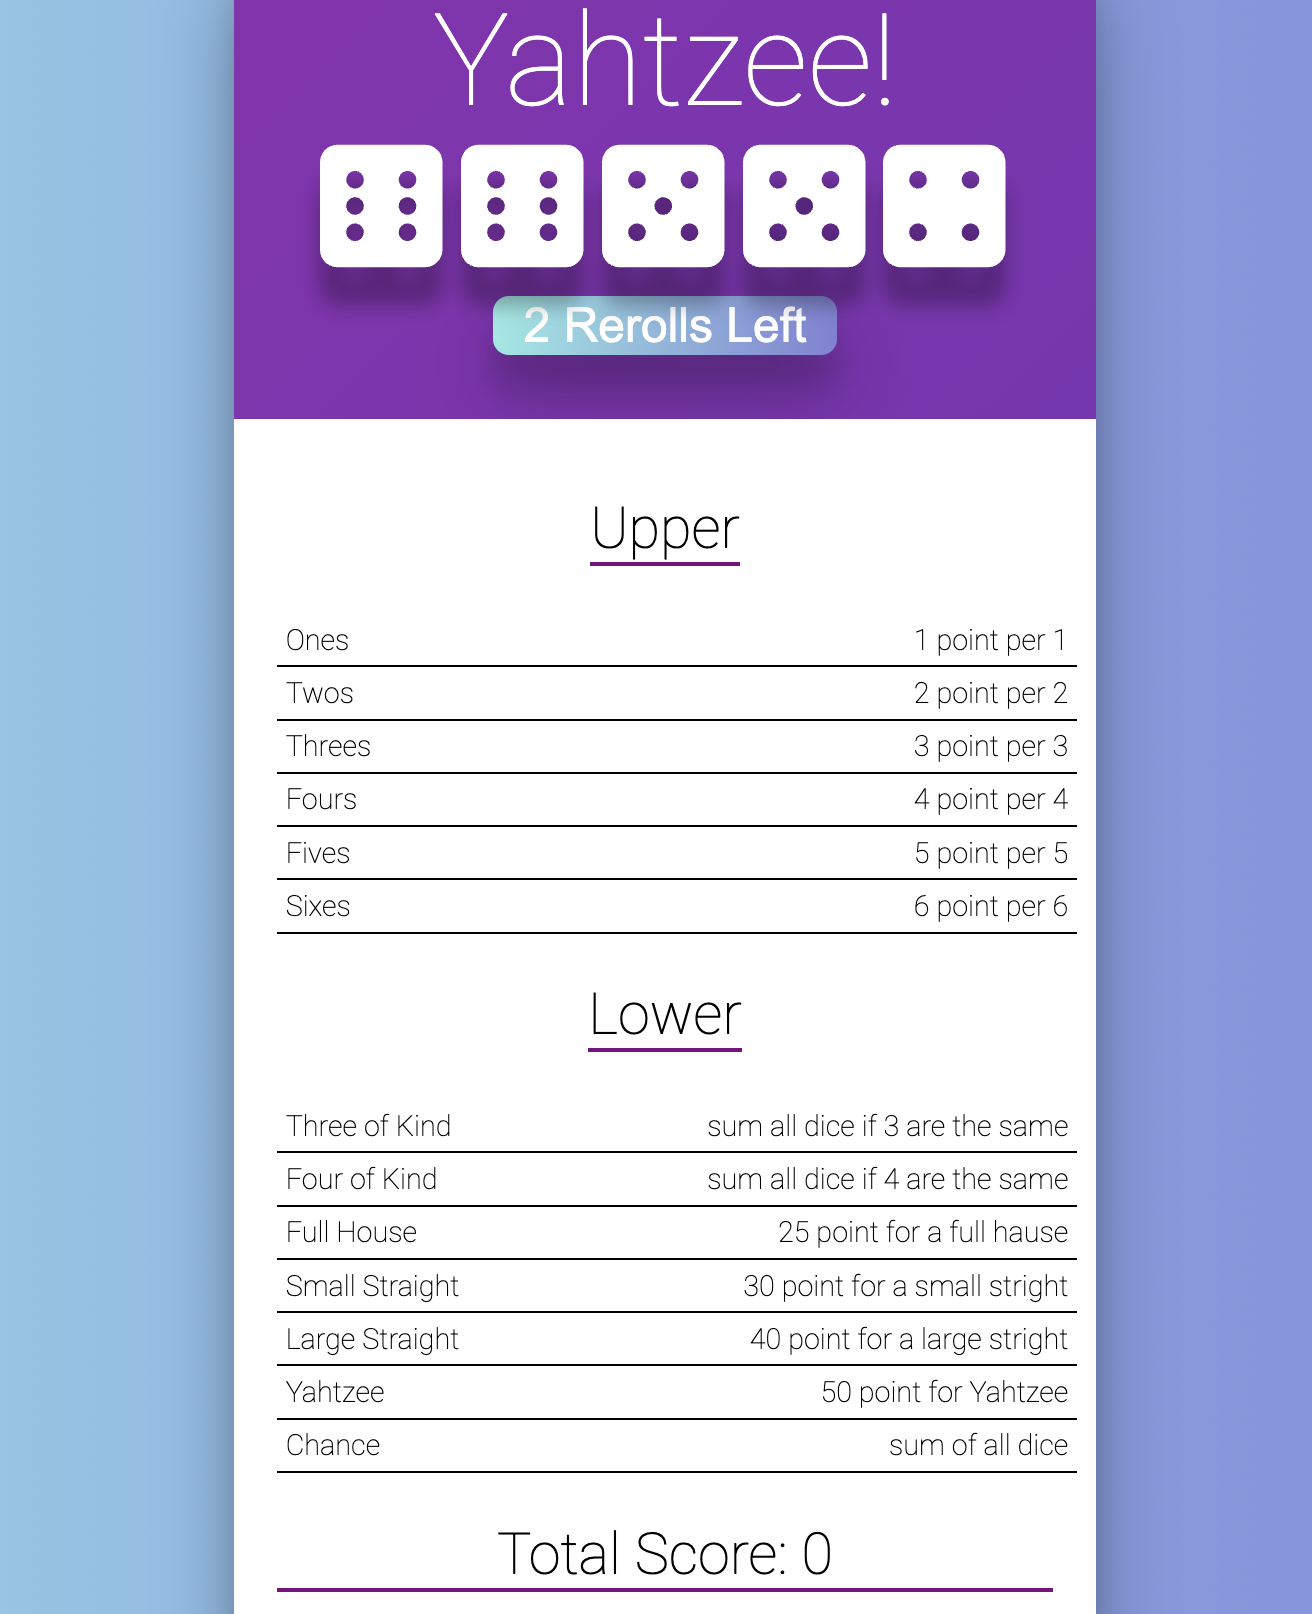 Yahtzee!
2 Rerolls Left
Upper
Ones 1 point per 1
Twos 2 point per 2
Threes 3 point per 3
Fours 4 point per 4
Fives 5 point per 5
Sixes 6 point per 6
Lower
Three of Kind sum all dice if 3 are the same
Four of Kind sum all dice if 4 are the same
Full House 25 point for a full hause
Small Straight 30 point for a small stright
Large Straight 40 point for a large stright
Yahtzee 50 point for Yahtzee
Chance sum of all dice
Total Score: 0